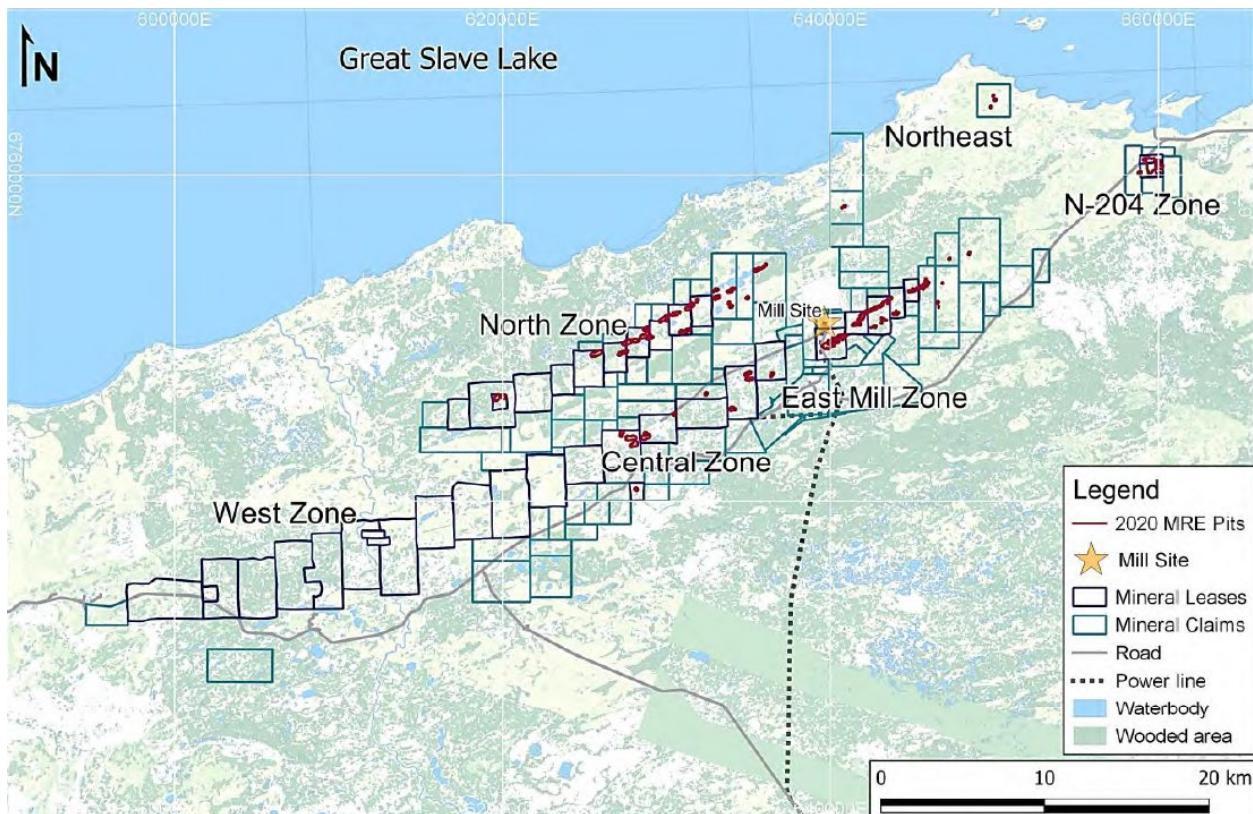 600000E
620000E
640000E
660000E
N
Great Slave Lake
6760000N
Northeast
N-204 Zone
Mill Site
North Zone
East Mill Zone
Central Zone
West Zone
Legend
2020 MRE Pits
Mill Site
Mineral Leases
Mineral Claims
Road
Power line
Waterbody
Wooded area
0 10 20 km